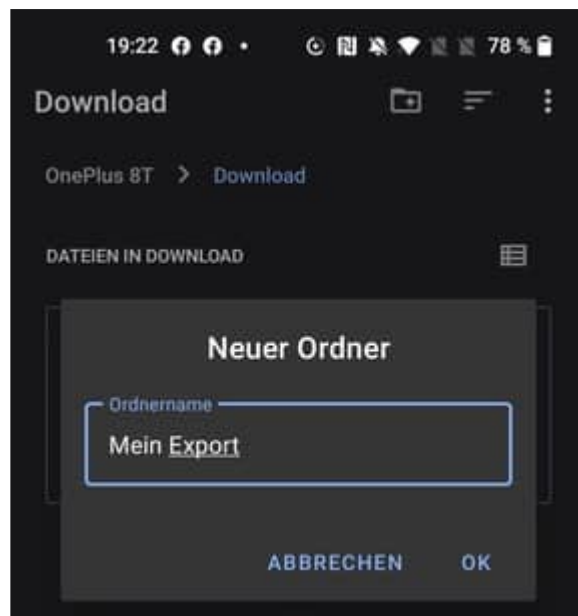 19:22 78 %
Download
OnePlus 8T > Download
DATEIEN IN DOWNLOAD
Neuer Ordner
Ordnername
Mein Export
ABBRECHEN OK